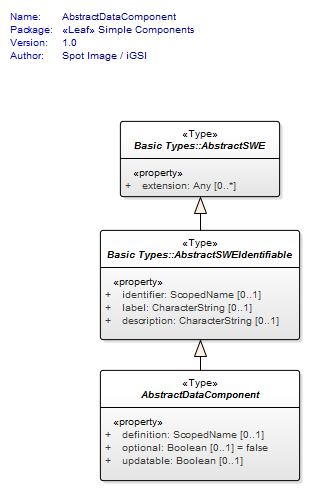 Name: AbstractDataComponent
Package: «Leaf» Simple Components
Version: 1.0
Author: Spot Image / iGSI
«Type»
Basic Types::AbstractSWE
«property»
+ extension: Any [0..*]
«Type»
Basic Types::AbstractSWEIdentifiable
«property»
+ identifier: ScopedName [0..1]
+ label: CharacterString [0..1]
+ description: CharacterString [0..1]
«Type»
AbstractDataComponent
«property»
+ definition: ScopedName [0..1]
+ optional: Boolean [0..1] = false
+ updatable: Boolean [0..1]